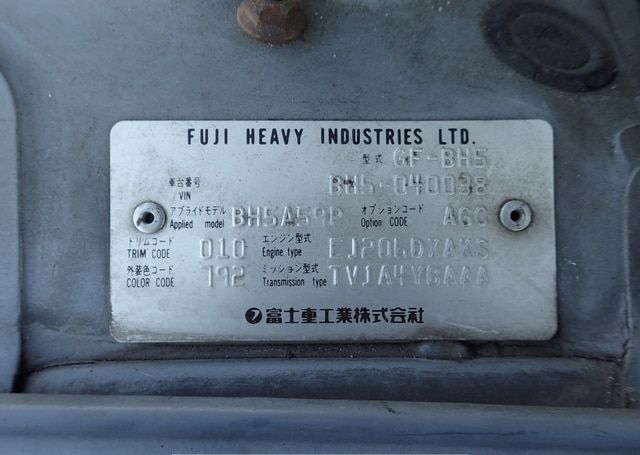 FUJI HEAVY INDUSTRIES LTD.
型式 GF-BH5
車台番号 VIN BH5-040038
アプライドモデル Applied model BH5A59P オプションコード Option CODE AGC
トリムコード TRIM CODE 010 エンジン型式 Engine type EJ206DXAKS
外装色コード COLOR CODE 792 ミッション型式 Transmission type TV1A4YBAAA
富士重工業株式会社